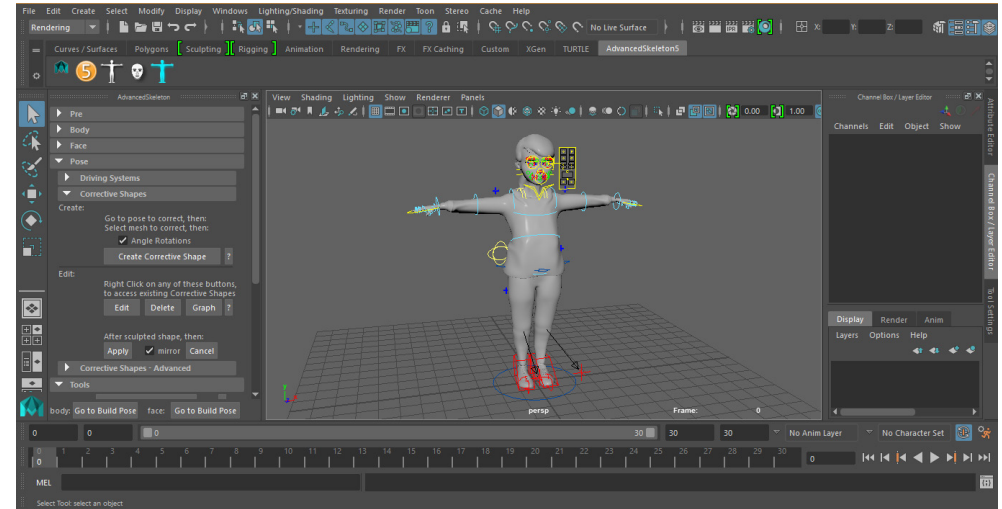 File Edit Create Select Modify Display Windows Lighting/Shading Texturing Render Toon Stereo Cache Help
Rendering No Live Surface X: Y: Z:
Curves / Surfaces Polygons Sculpting Rigging Animation Rendering FX FX Caching Custom XGen TURTLE AdvancedSkeleton5
5
AdvancedSkeleton
View Shading Lighting Show Renderer Panels
Channel Box / Layer Editor
0.00 1.00
Pre
Body
Face
Pose
Driving Systems
Corrective Shapes
Create:
Go to pose to correct, then:
Select mesh to correct, then:
Angle Rotations
Create Corrective Shape ?
Edit:
Right Click on any of these buttons,
to access existing Corrective Shapes
Edit Delete Graph ?
After sculpted shape, then:
Apply mirror Cancel
Corrective Shapes - Advanced
Tools
body: Go to Build Pose face: Go to Build Pose
persp Frame: 0
Channels Edit Object Show
Display Render Anim
Layers Options Help
Attribute Editor
Channel Box / Layer Editor
Tool Settings
0 0 0 30 30 30 No Anim Layer No Character Set
0 1 2 3 4 5 6 7 8 9 10 11 12 13 14 15 16 17 18 19 20 21 22 23 24 25 26 27 28 29 30
0 0
MEL
Select Tool: select an object